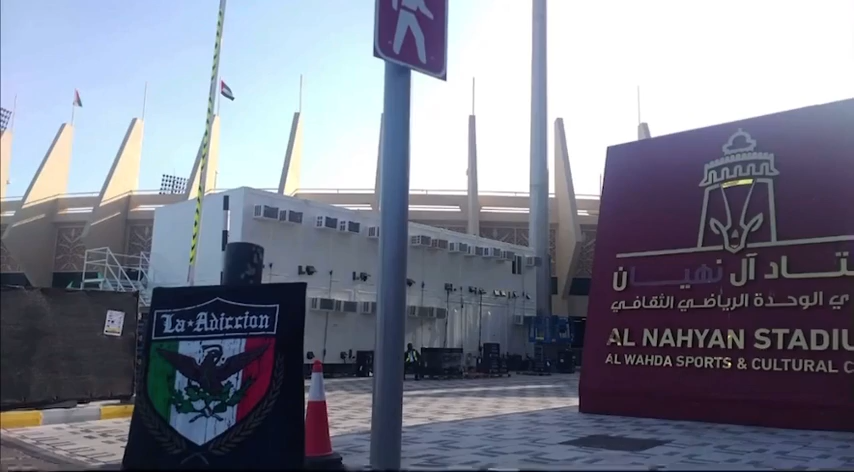 La Adiccion
ستاد آل نهيان
ي الوحدة الرياضي الثقافي
AL NAHYAN STADIU
AL WAHDA SPORTS & CULTURAL C